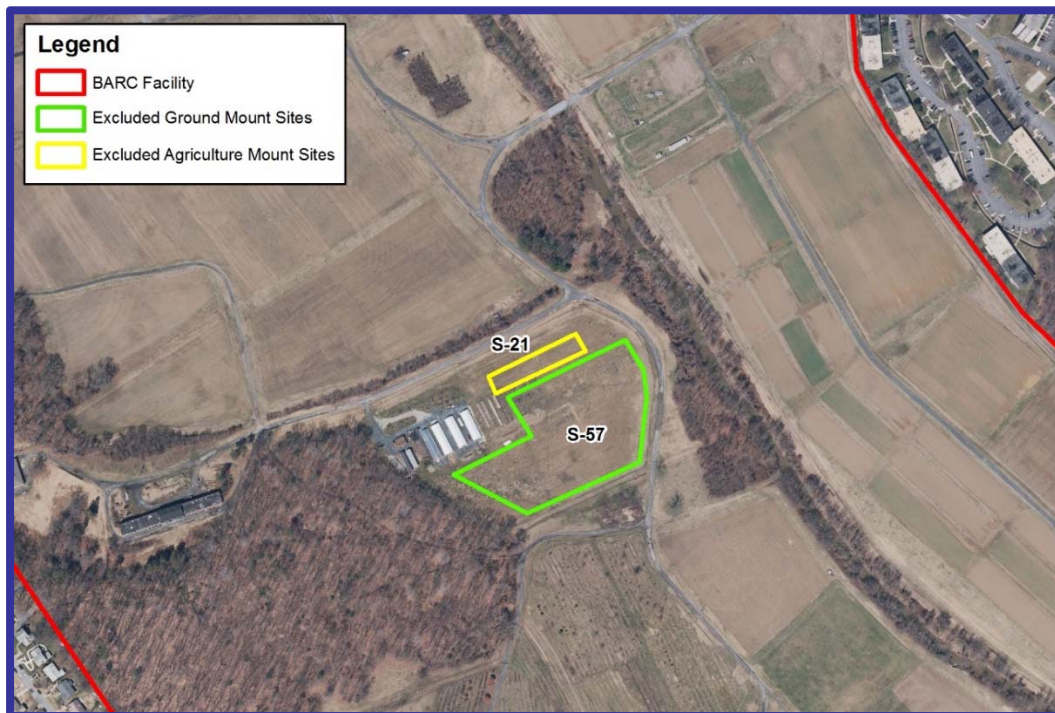 Legend
BARC Facility
Excluded Ground Mount Sites
Excluded Agriculture Mount Sites
S-21
S-57